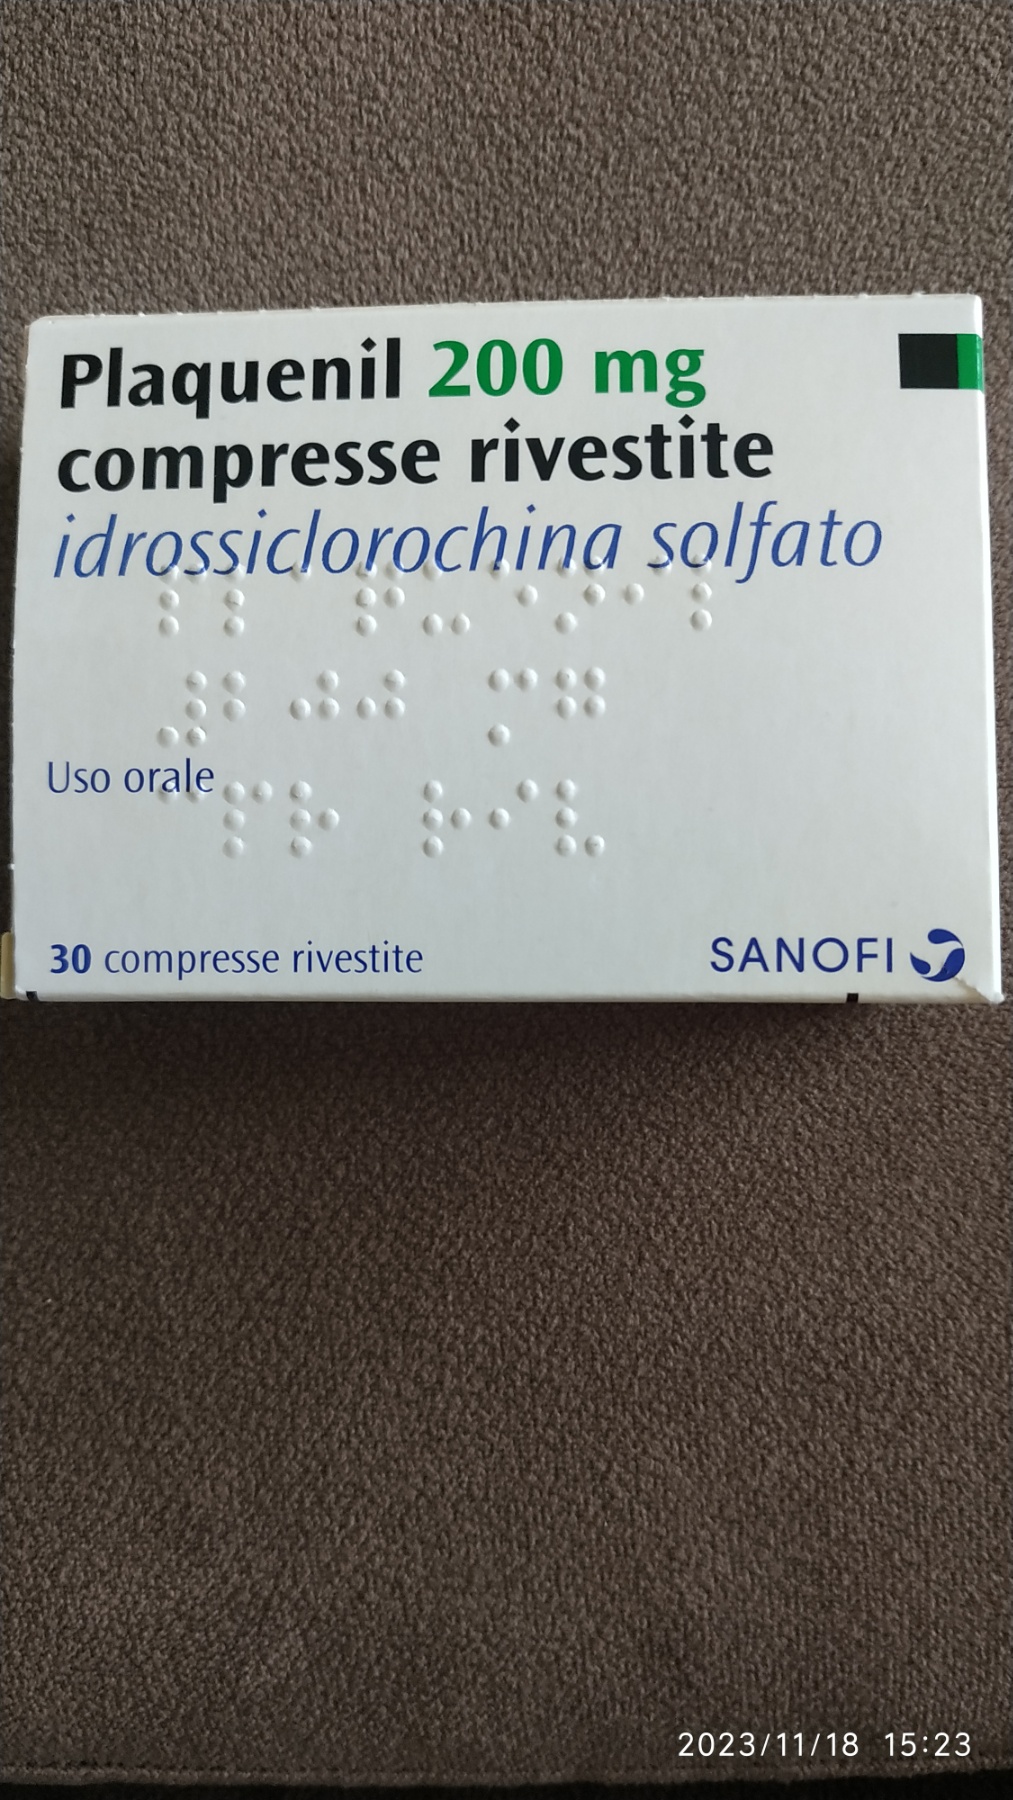 Plaquenil 200 mg
compresse rivestite
idrossiclorochina solfato
Uso orale
30 compresse rivestite
SANOFI
2023/11/18 15:23